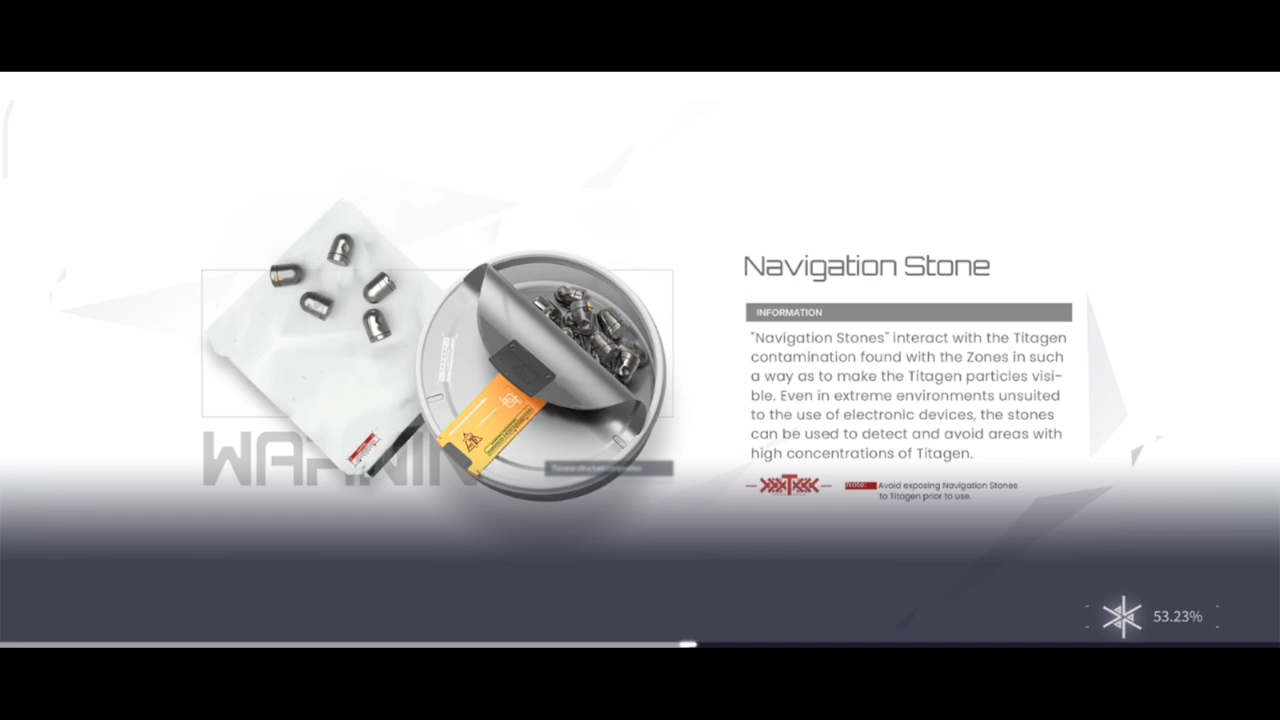 Navigation Stone
INFORMATION
"Navigation Stones" interact with the Titagen
contamination found with the Zones in such
a way as to make the Titagen particles visi-
ble. Even in extreme environments unsuited
to the use of electronic devices, the stones
can be used to detect and avoid areas with
high concentrations of Titagen.
Note: Avoid exposing Navigation Stones
to Titagen prior to use.
53.23%